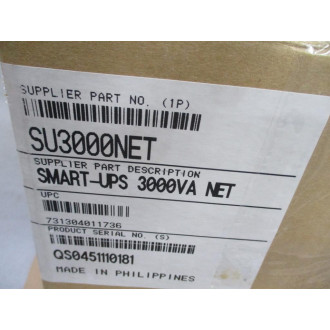 SUPPLIER PART NO. (1P)
SU3000NET
SUPPLIER PART DESCRIPTION
SMART-UPS 3000VA NET
UPC
731304011736
PRODUCT SERIAL NO. (S)
QS0451110181
MADE IN PHILIPPINES